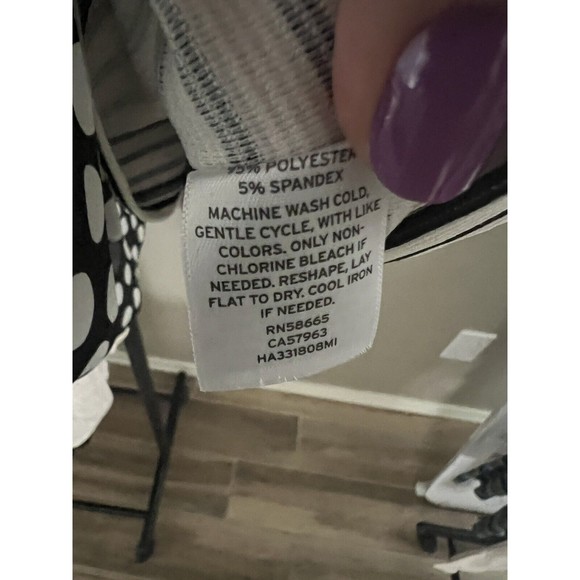 95% POLYESTER
5% SPANDEX
MACHINE WASH COLD,
GENTLE CYCLE, WITH LIKE
COLORS. ONLY NON-
CHLORINE BLEACH IF
NEEDED. RESHAPE, LAY
FLAT TO DRY. COOL IRON
IF NEEDED.
RN58665
CA57963
HA331808MI